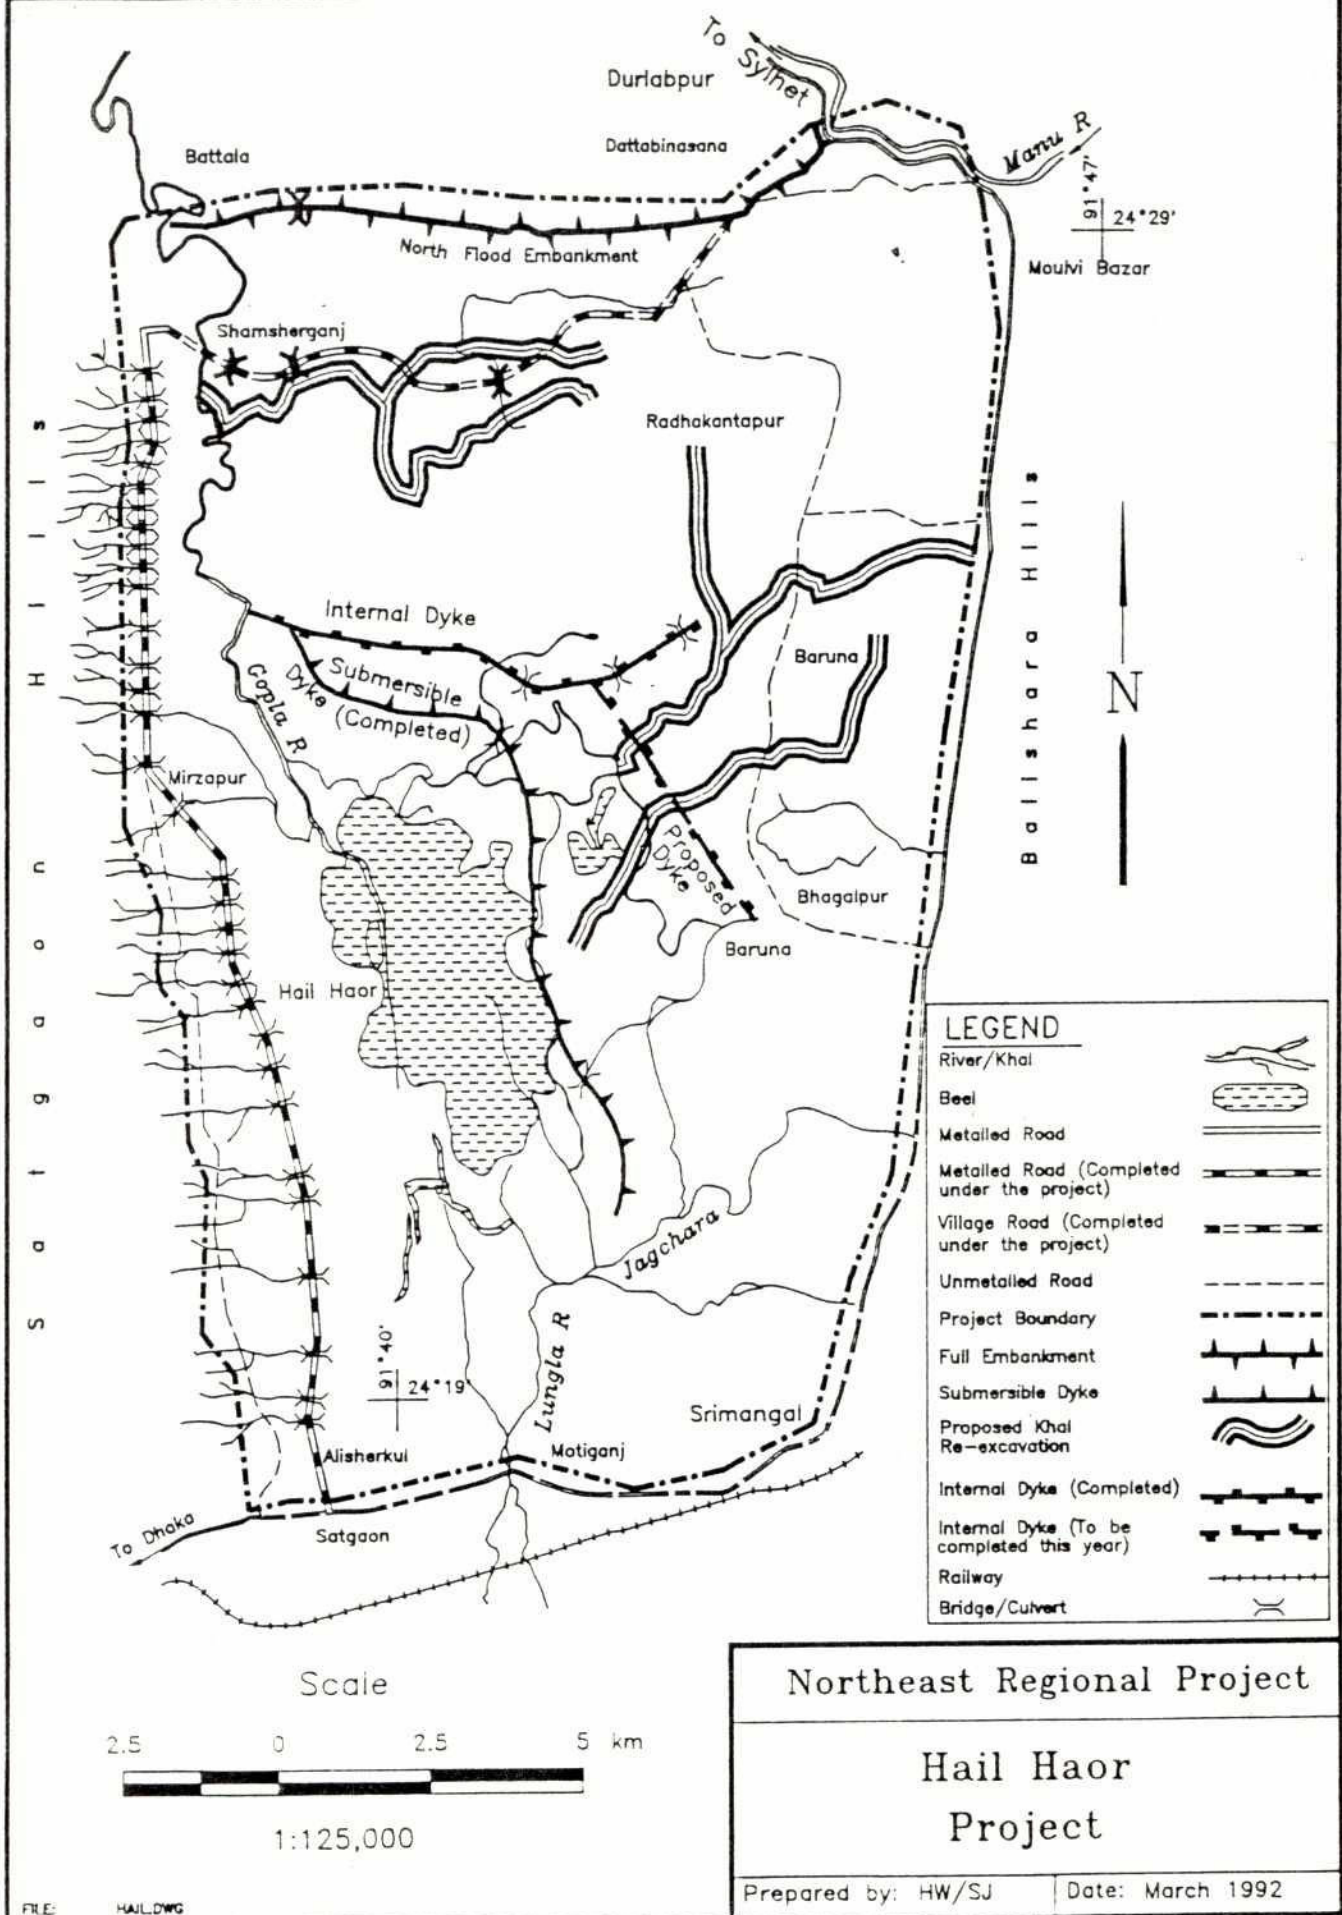 To Sylhet
Durlabpur
Dattabinasana
Battala
Manu R
91°47'
24°29'
North Flood Embankment
Moulvi Bazar
Shamsherganj
Radhakantapur
Internal Dyke
Submersible
Dyke (Completed)
Baruna
Gopla R
Mirzapur
Proposed
Dyke
Bhagalpur
Baruna
Hail Haor
Satgaon Hills
Balishara Hills
N
Jagchara
Lungla R
91°40'
24°19'
Srimangal
Alisherkul
Motiganj
To Dhaka
Satgaon
LEGEND
River/Khal
Beel
Metalled Road
Metalled Road (Completed
under the project)
Village Road (Completed
under the project)
Unmetalled Road
Project Boundary
Full Embankment
Submersible Dyke
Proposed Khal
Re-excavation
Internal Dyke (Completed)
Internal Dyke (To be
completed this year)
Railway
Bridge/Culvert
Scale
2.5 0 2.5 5 km
1:125,000
Northeast Regional Project
Hail Haor
Project
Prepared by: HW/SJ
Date: March 1992
FILE: HAIL.DWG